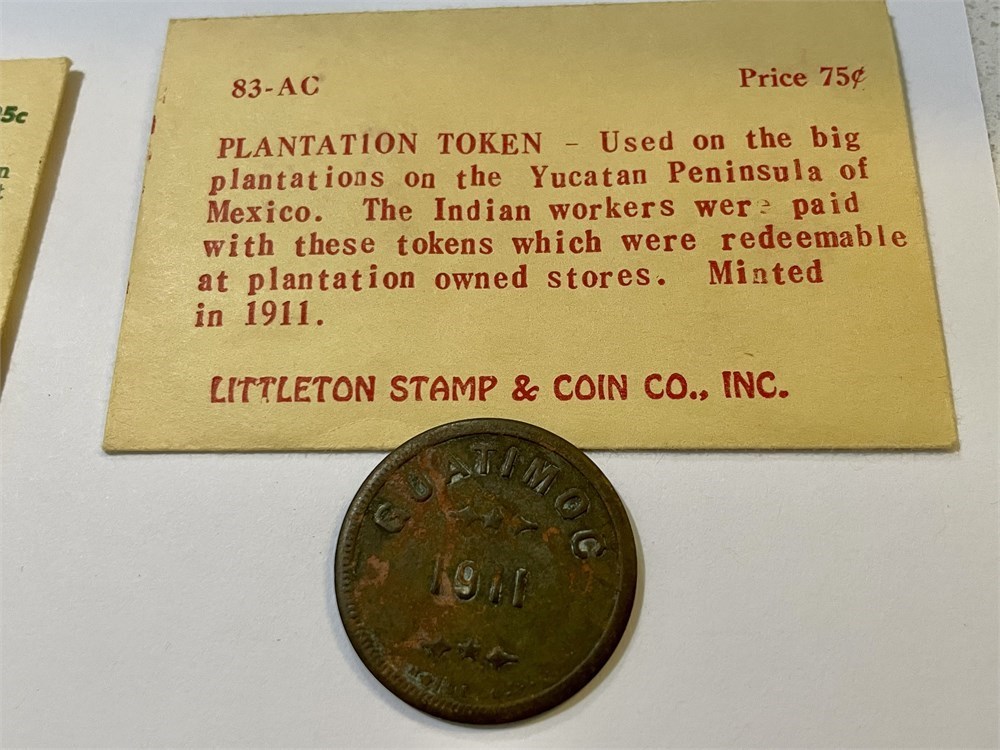 5c
83-AC Price 75¢
PLANTATION TOKEN - Used on the big
plantations on the Yucatan Peninsula of
Mexico. The Indian workers were paid
with these tokens which were redeemable
at plantation owned stores. Minted
in 1911.
LITTLETON STAMP & COIN CO., INC.
GUATIMOC
1911